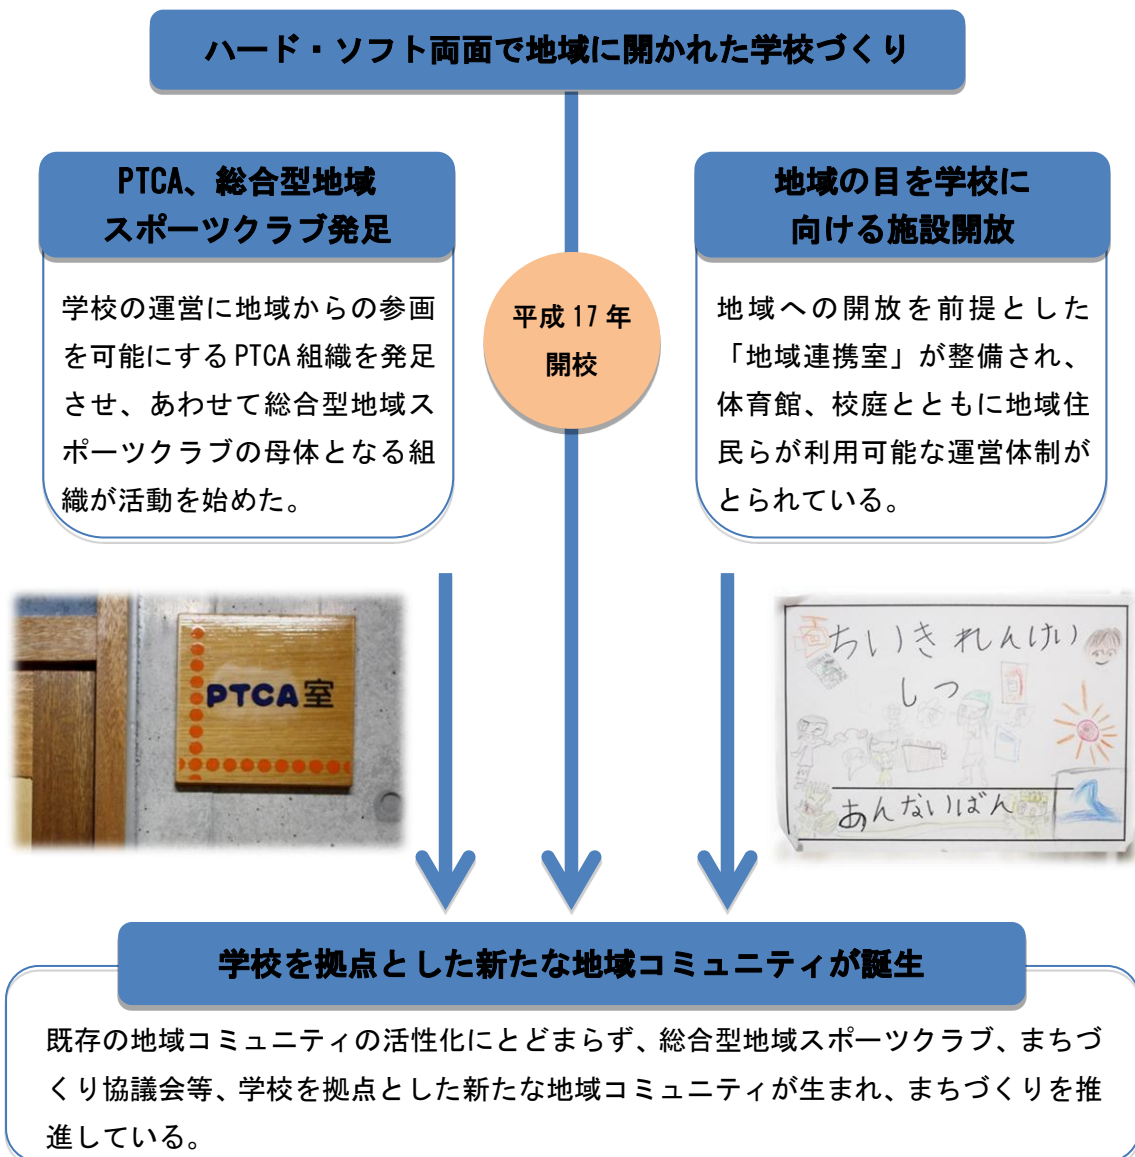 ハード・ソフト両面で地域に開かれた学校づくり
PTCA、総合型地域
スポーツクラブ発足
学校の運営に地域からの参画
を可能にする PTCA 組織を発足
させ、あわせて総合型地域ス
ポーツクラブの母体となる組
織が活動を始めた。
平成 17 年
開校
地域の目を学校に
向ける施設開放
地域への開放を前提とした
「地域連携室」が整備され、
体育館、校庭とともに地域住
民らが利用可能な運営体制が
とられている。
PTCA室
ちいきれんけい
しつ
あんないばん
学校を拠点とした新たな地域コミュニティが誕生
既存の地域コミュニティの活性化にとどまらず、総合型地域スポーツクラブ、まちづ
くり協議会等、学校を拠点とした新たな地域コミュニティが生まれ、まちづくりを推
進している。